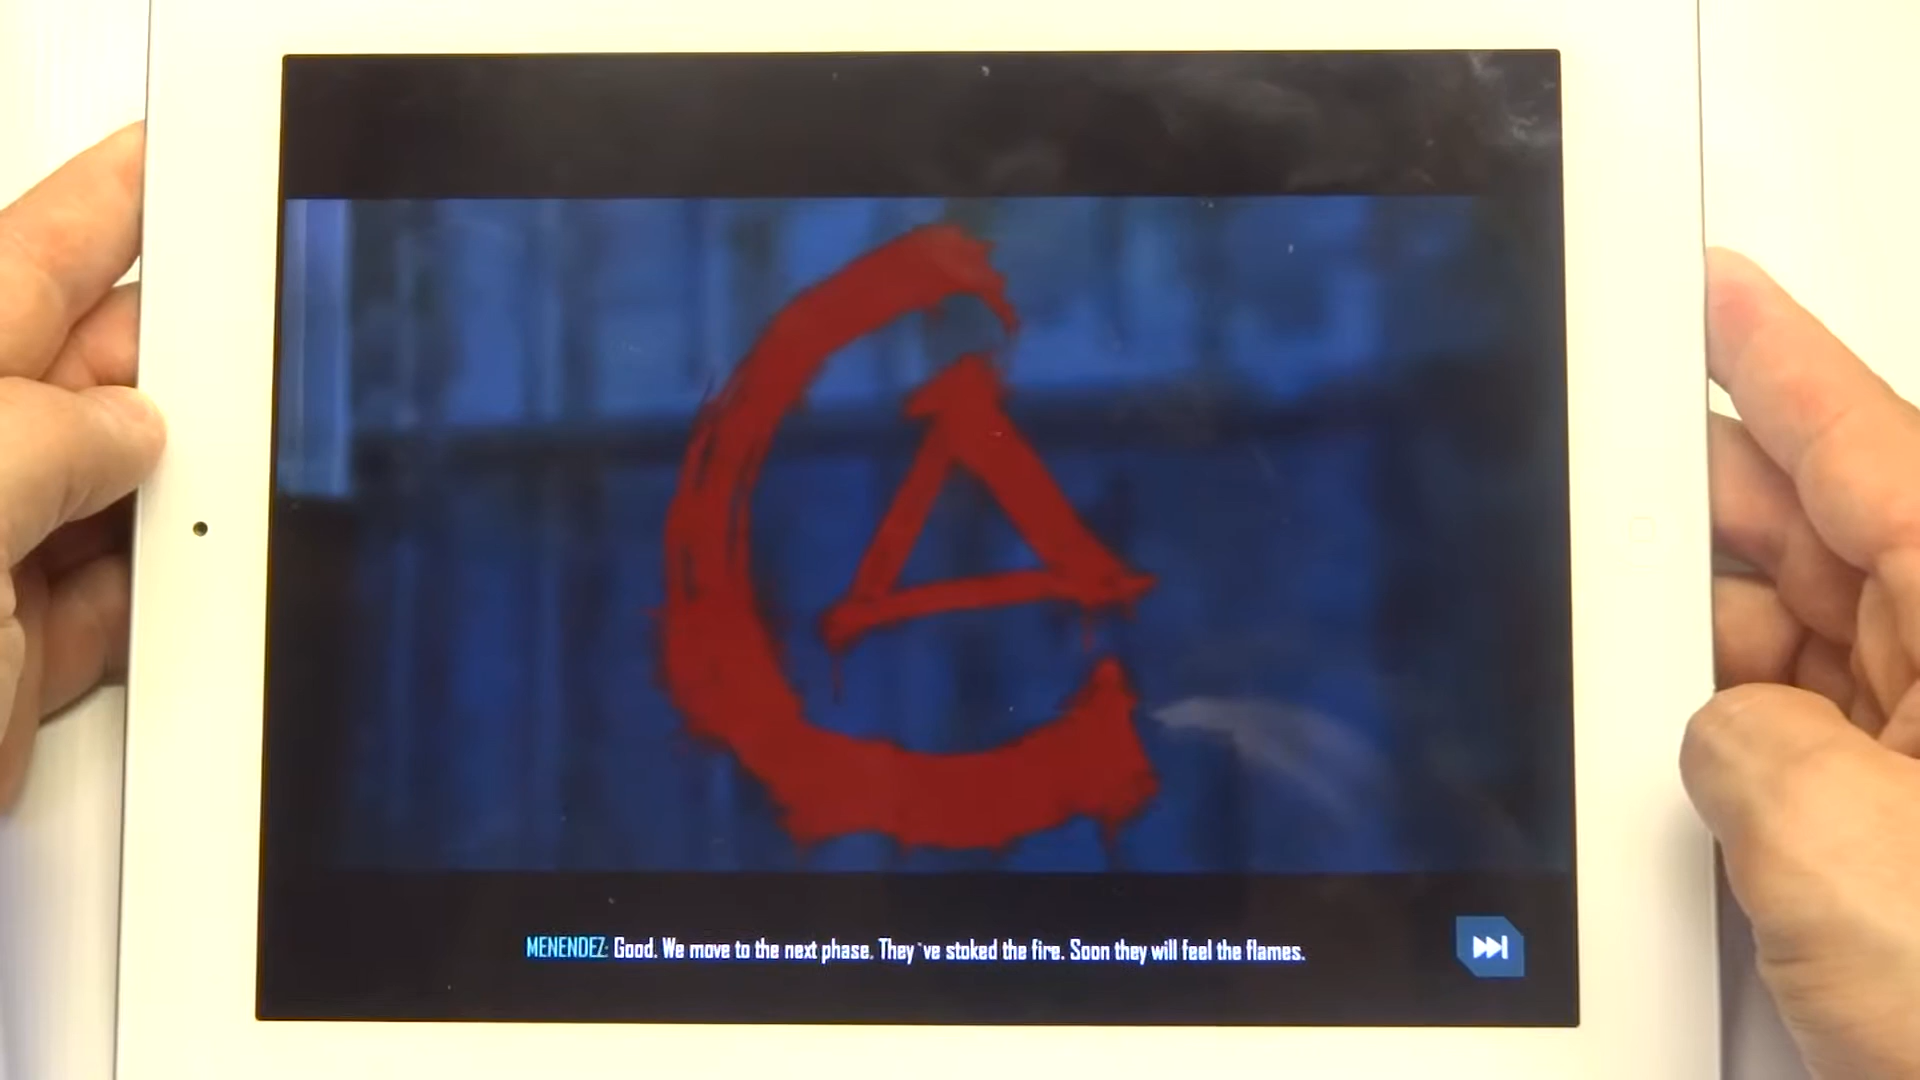 MENENDEZ: Good. We move to the next phase. They `ve stoked the fire. Soon they will feel the flames.